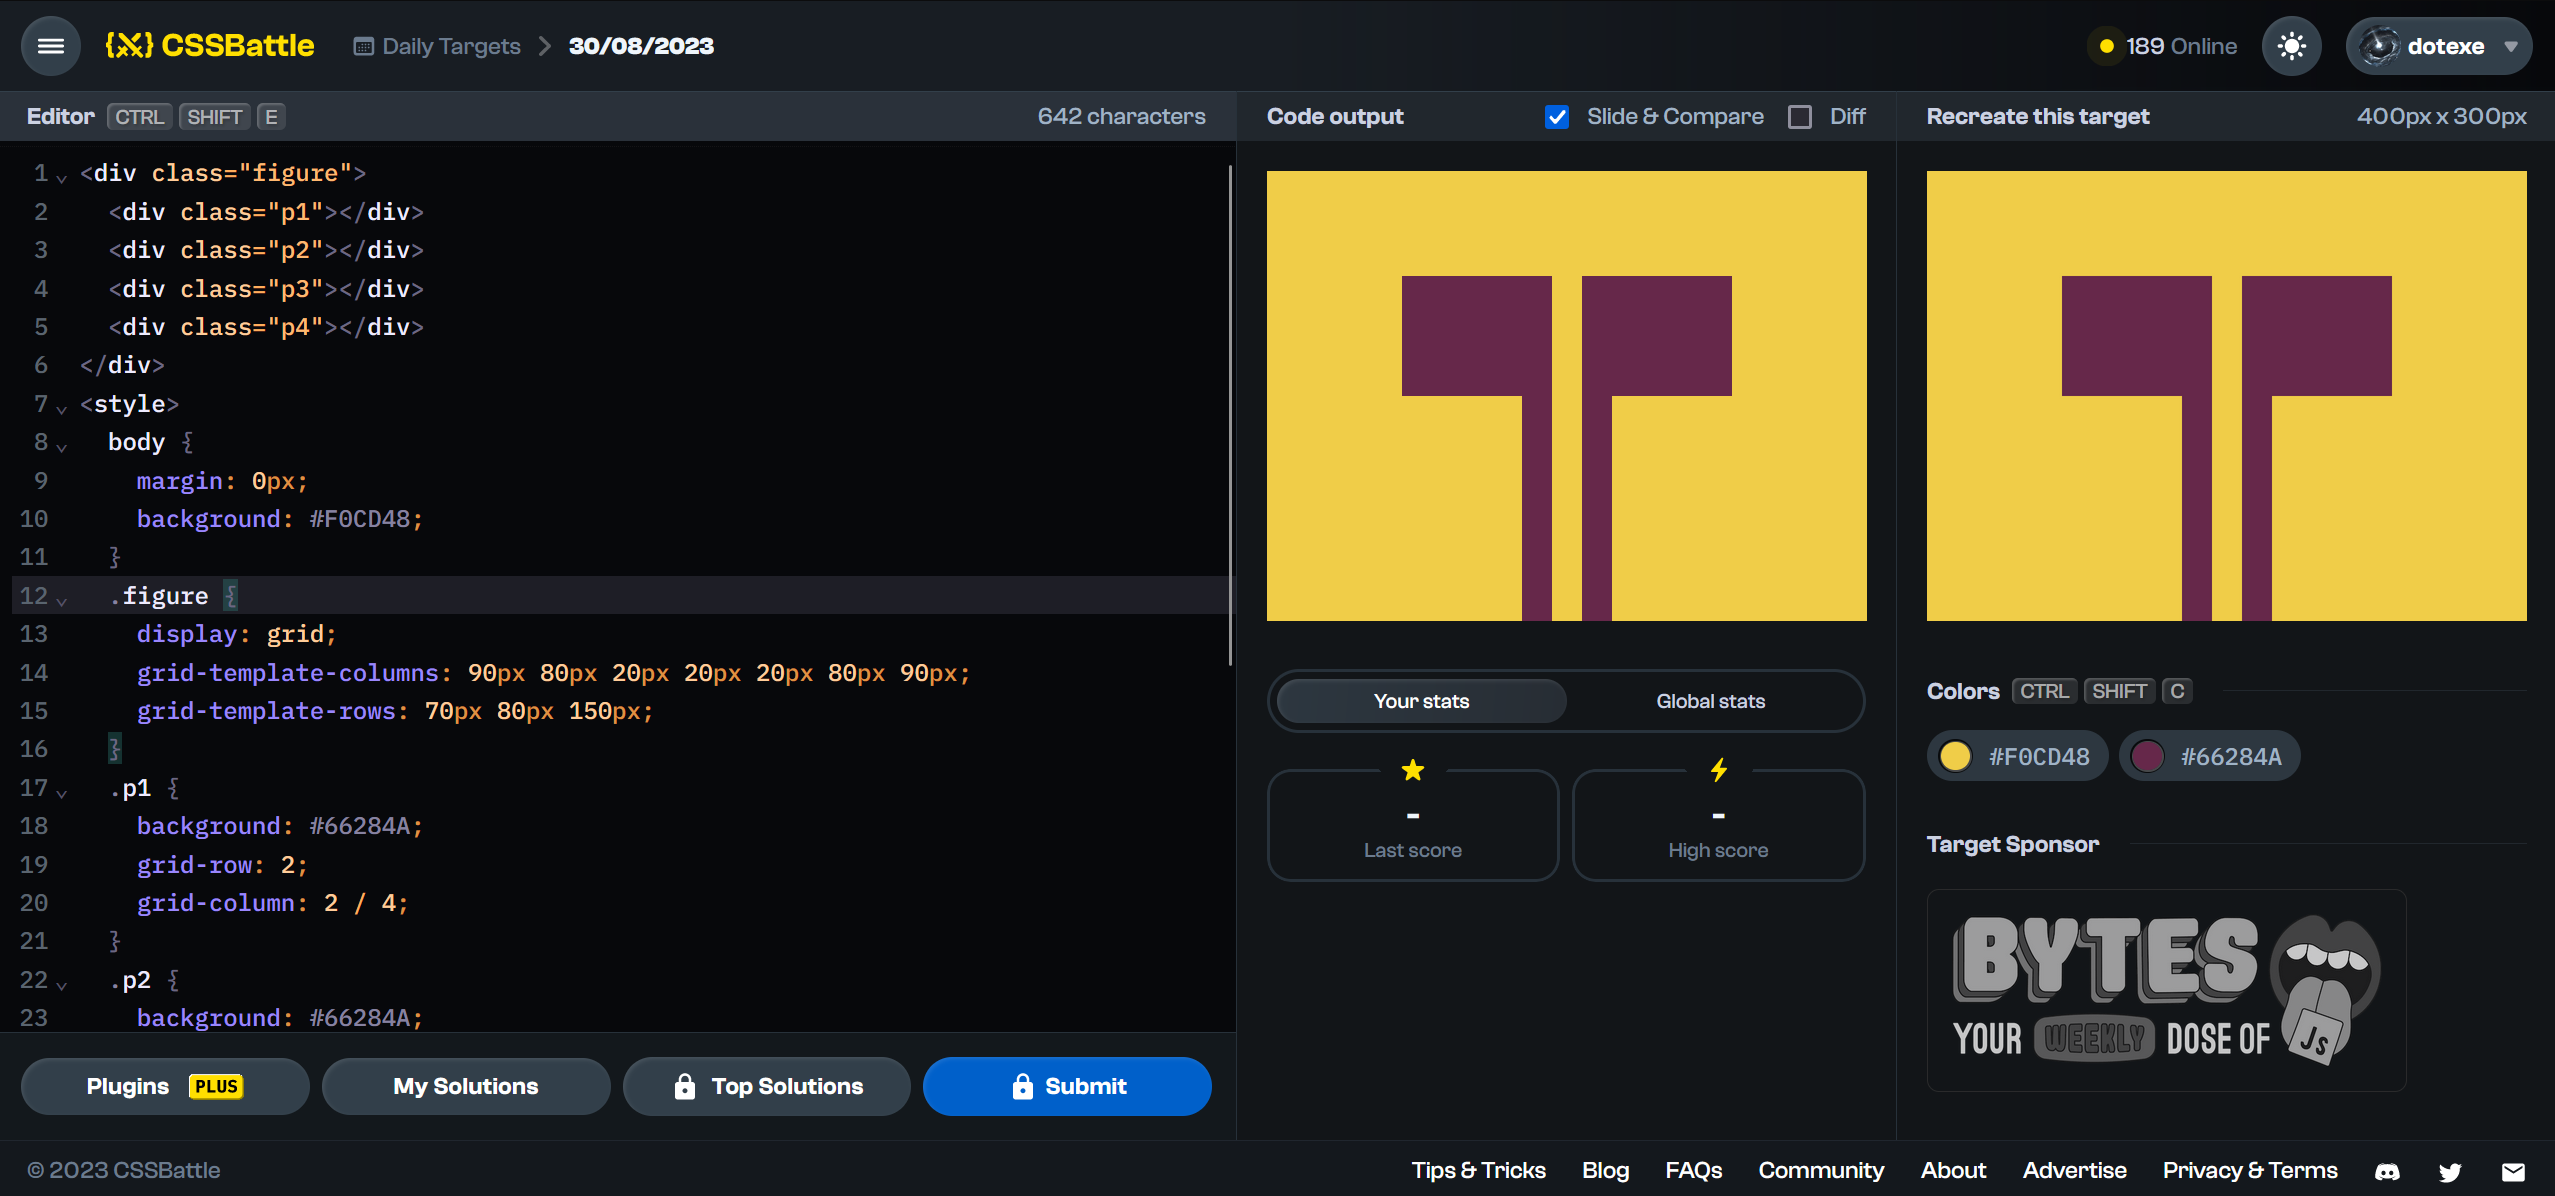 CSSBattle Daily Targets 30/08/2023 189 Online dotexe
Editor CTRL SHIFT E 642 characters Code output Slide & Compare Diff Recreate this target 400px x 300px
1 <div class="figure">
2 <div class="p1"></div>
3 <div class="p2"></div>
4 <div class="p3"></div>
5 <div class="p4"></div>
6 </div>
7 <style>
8 body {
9 margin: 0px;
10 background: #F0CD48;
11 }
12 .figure {
13 display: grid;
14 grid-template-columns: 90px 80px 20px 20px 20px 80px 90px;
15 grid-template-rows: 70px 80px 150px;
16 }
17 .p1 {
18 background: #66284A;
19 grid-row: 2;
20 grid-column: 2 / 4;
21 }
22 .p2 {
23 background: #66284A;
Plugins PLUS My Solutions Top Solutions Submit
Your stats Global stats
-
Last score
-
High score
Colors CTRL SHIFT C
#F0CD48 #66284A
Target Sponsor
BYTES
YOUR WEEKLY DOSE OF JS
© 2023 CSSBattle Tips & Tricks Blog FAQs Community About Advertise Privacy & Terms